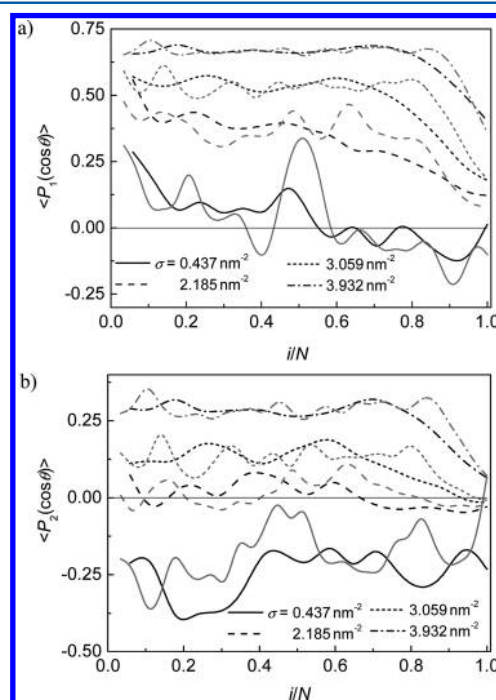 a)
0.75
0.50
0.25
0.00
-0.25
<P₁(cosθ)>
σ = 0.437 nm⁻² 3.059 nm⁻²
2.185 nm⁻² 3.932 nm⁻²
0.0 0.2 0.4 0.6 0.8 1.0
i/N
b)
0.25
0.00
-0.25
-0.50
<P₂(cosθ)>
σ = 0.437 nm⁻² 3.059 nm⁻²
2.185 nm⁻² 3.932 nm⁻²
0.0 0.2 0.4 0.6 0.8 1.0
i/N